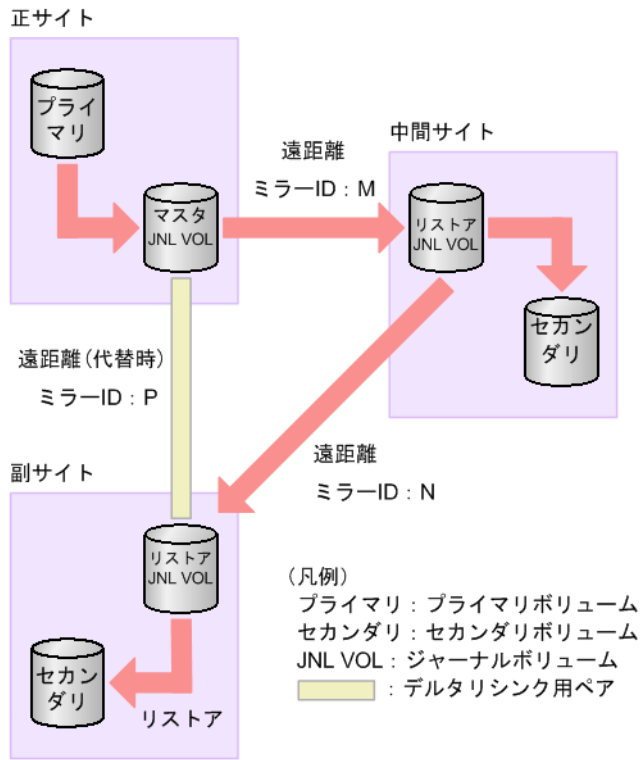 正サイト
プライ
マリ
マスタ
JNL VOL
遠距離
ミラーID：M
中間サイト
リストア
JNL VOL
セカン
ダリ
遠距離（代替時）
ミラーID：P
遠距離
ミラーID：N
副サイト
リストア
JNL VOL
セカン
ダリ
リストア
（凡例）
プライマリ：プライマリボリューム
セカンダリ：セカンダリボリューム
JNL VOL：ジャーナルボリューム
：デルタリシンク用ペア